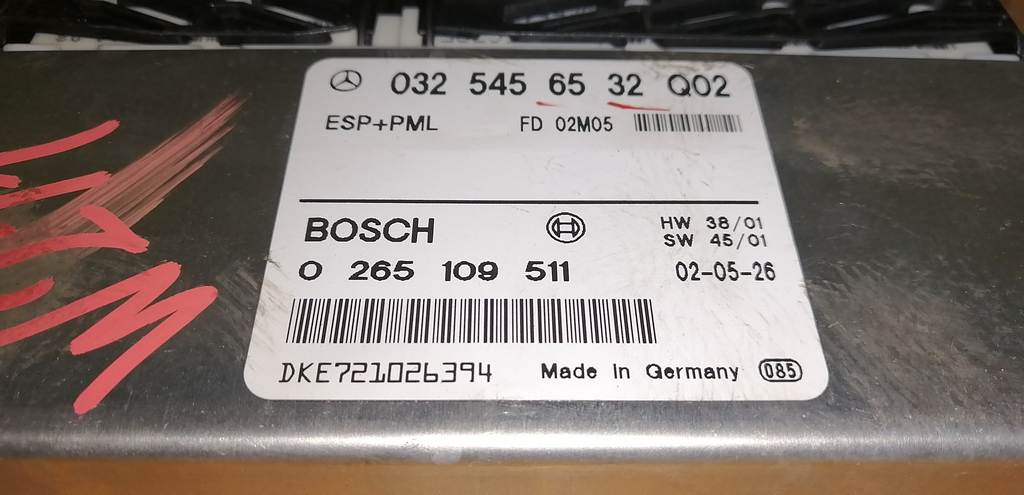 032 545 65 32 Q02
ESP+PML FD 02M05
BOSCH HW 38/01
SW 45/01
0 265 109 511 02-05-26
DKE721026394 Made in Germany 085